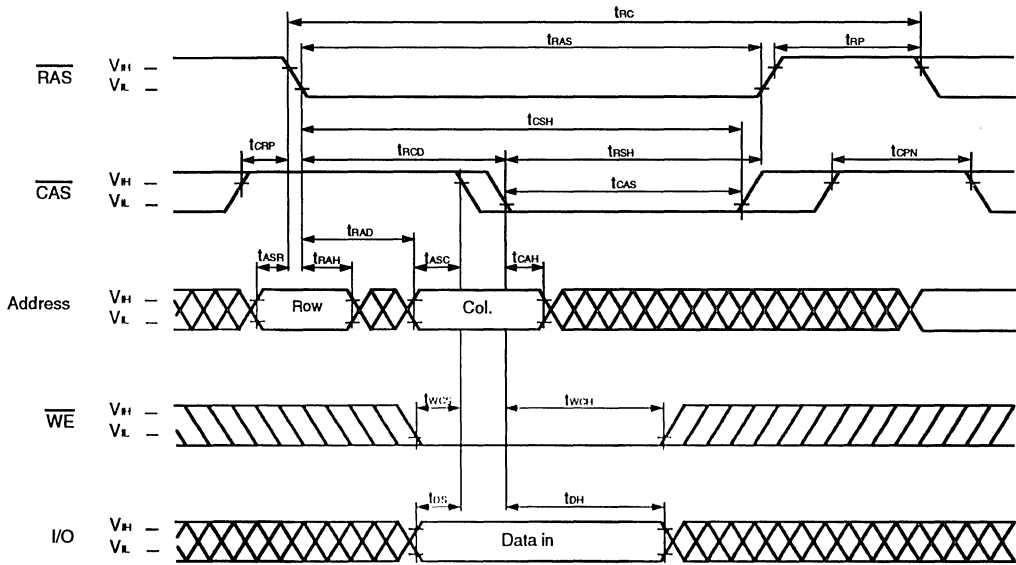 tRC
tRAS
tRP
RAS
VIH
VIL
tCSH
tCRP
tRCD
tRSH
tCPN
CAS
VIH
VIL
tCAS
tRAD
tASR
tRAH
tASC
tCAH
Address
VIH
VIL
Row
Col.
WE
VIH
VIL
tWCS
tWCH
tDS
tDH
I/O
VIH
VIL
Data in